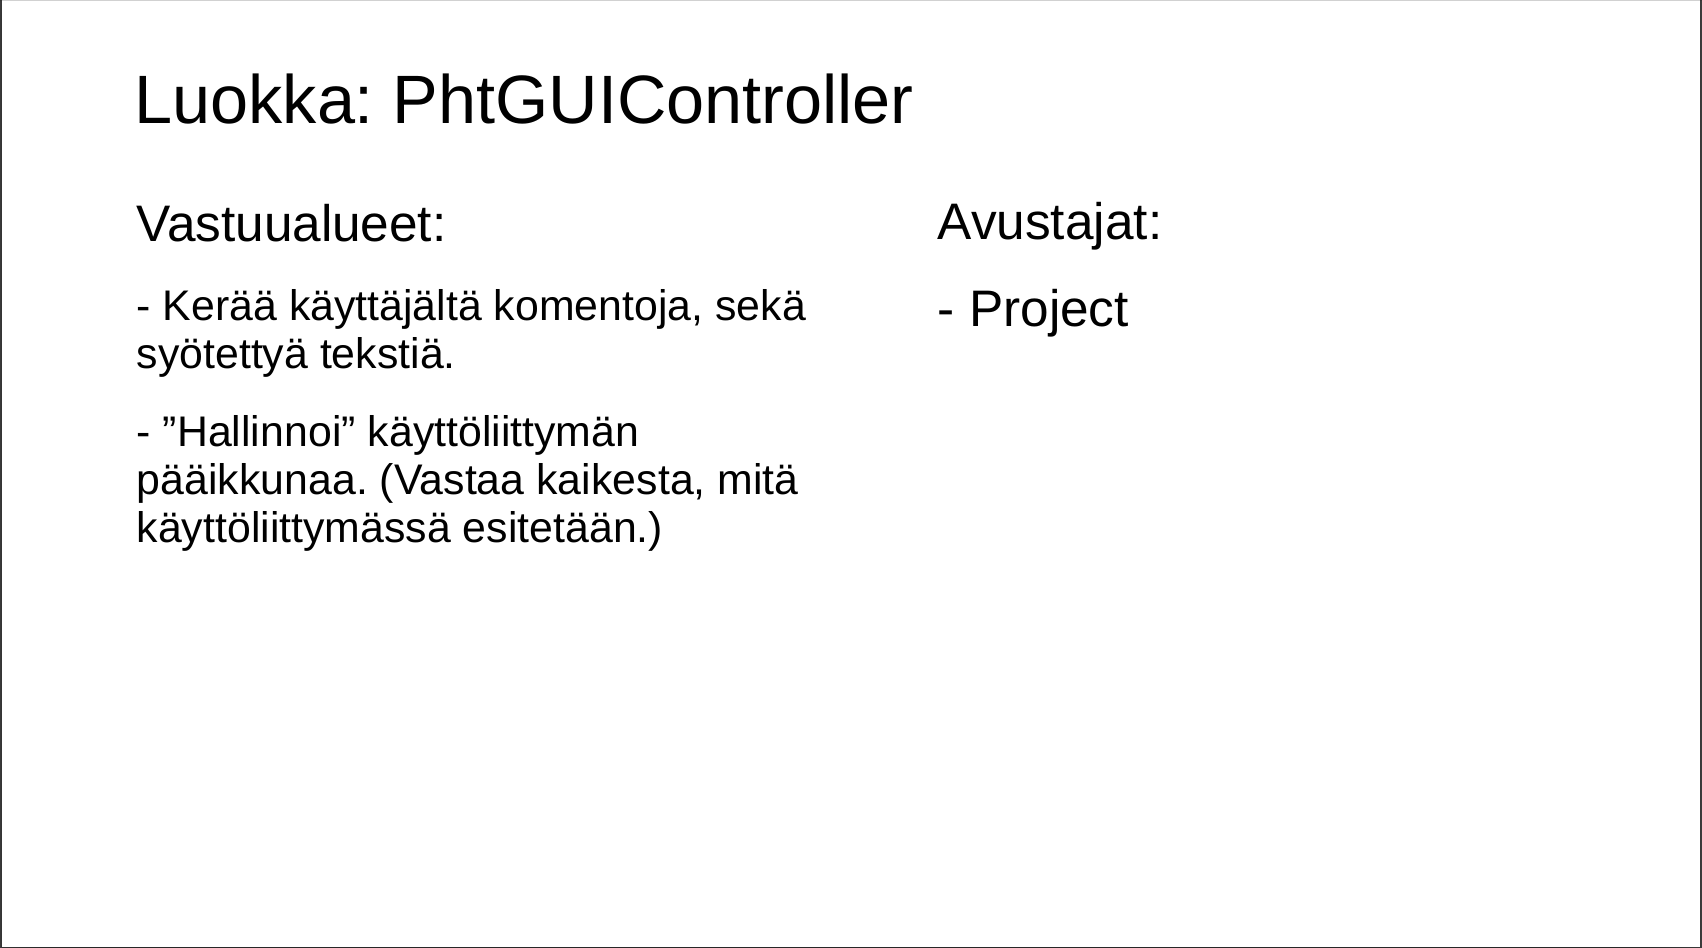 Luokka: PhtGUIController
Vastuualueet:
- Kerää käyttäjältä komentoja, sekä
syötettyä tekstiä.
- ”Hallinnoi” käyttöliittymän
pääikkunaa. (Vastaa kaikesta, mitä
käyttöliittymässä esitetään.)
Avustajat:
- Project